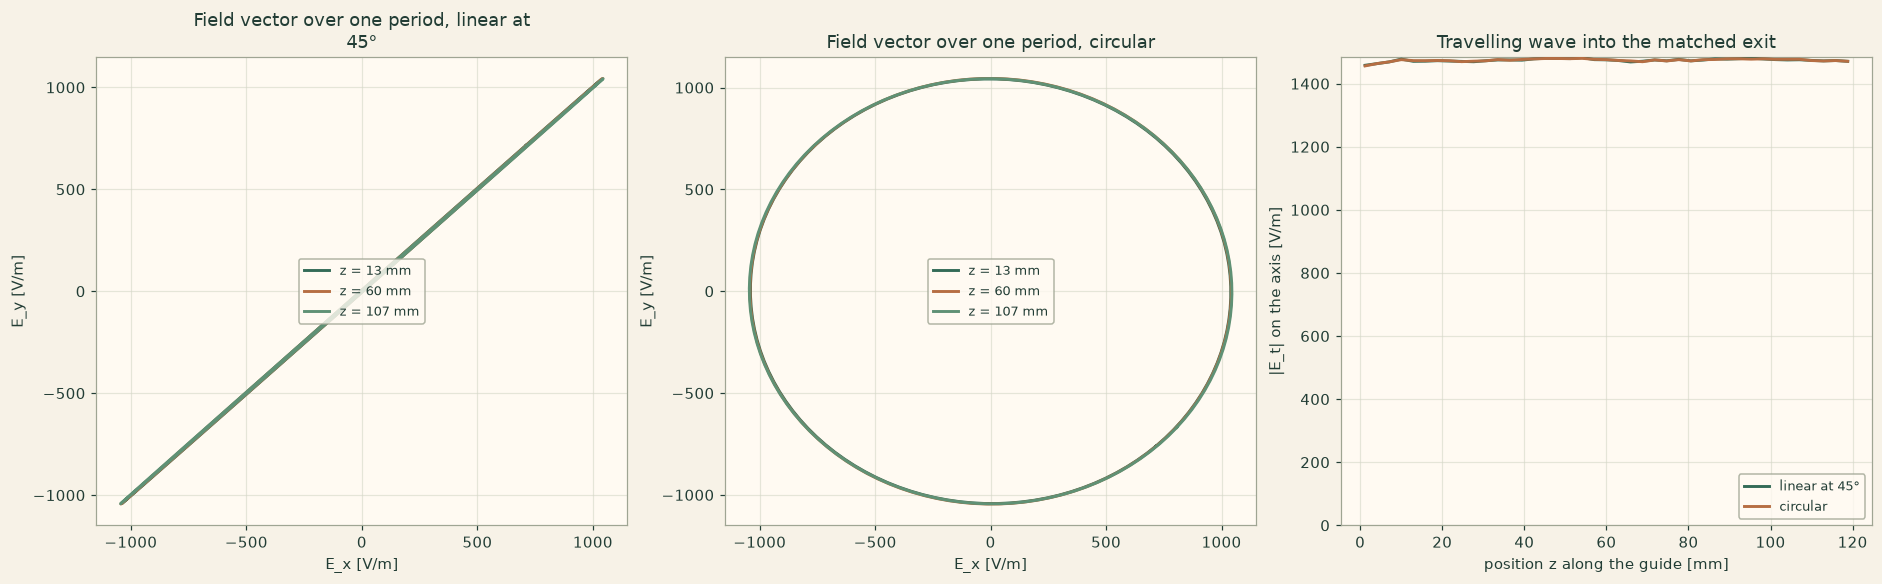 Field vector over one period, linear at
45°
E_y [V/m]
1000
500
0
−500
−1000
z = 13 mm
z = 60 mm
z = 107 mm
−1000
−500
0
500
1000
E_x [V/m]
Field vector over one period, circular
E_y [V/m]
1000
500
0
−500
−1000
z = 13 mm
z = 60 mm
z = 107 mm
−1000
−500
0
500
1000
E_x [V/m]
Travelling wave into the matched exit
|E_t| on the axis [V/m]
1400
1200
1000
800
600
400
200
0
linear at 45°
circular
0
20
40
60
80
100
120
position z along the guide [mm]